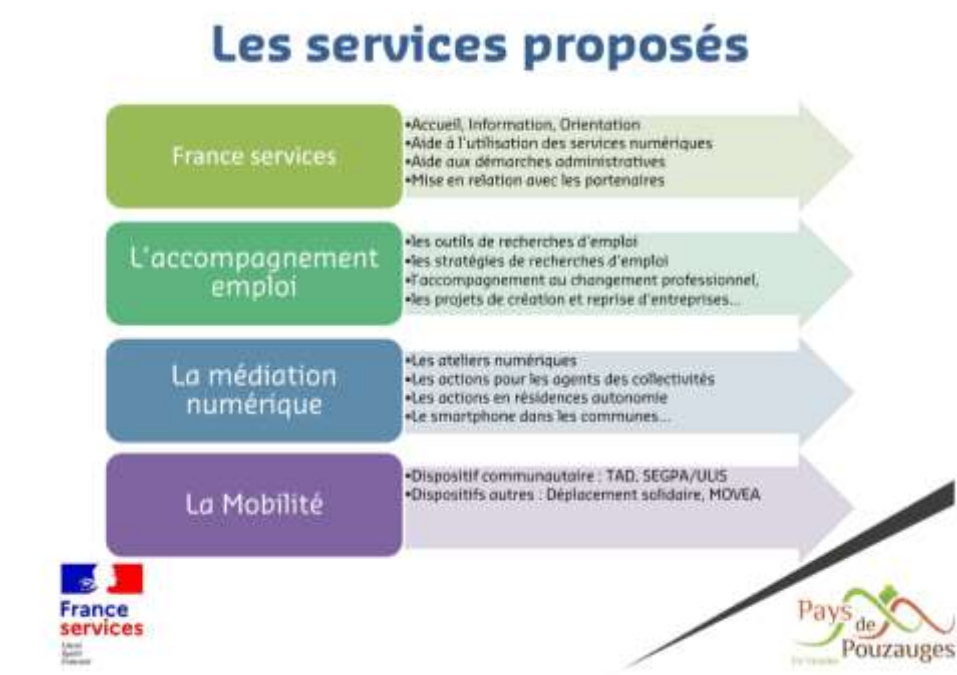 Les services proposés
France services
•Accueil, Information, Orientation
•Aide à l'utilisation des services numériques
•Aide aux démarches administratives
•Mise en relation avec les partenaires
L'accompagnement
emploi
•les outils de recherches d'emploi
•les stratégies de recherches d'emploi
•l'accompagnement au changement professionnel,
•les projets de création et reprise d'entreprises...
La médiation
numérique
•Les ateliers numériques
•Les actions pour les agents des collectivités
•Les actions en résidences autonomie
•Le smartphone dans les communes...
La Mobilité
•Dispositif communautaire : TAD, SEGPA/ULIS
•Dispositifs autres : Déplacement solidaire, MOVEA
France
services
Pays
de
Pouzauges